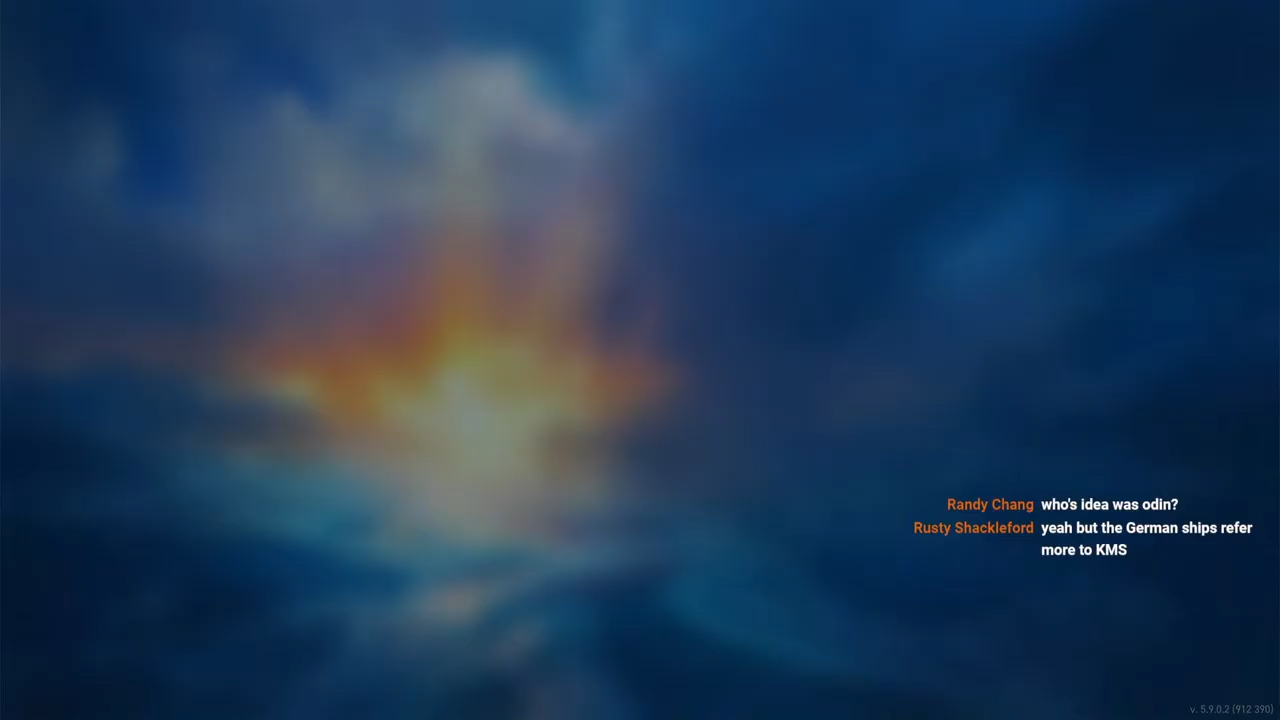 Randy Chang who's idea was odin?
Rusty Shackleford yeah but the German ships refer
more to KMS
v. 5.9.0.2 (912 390)